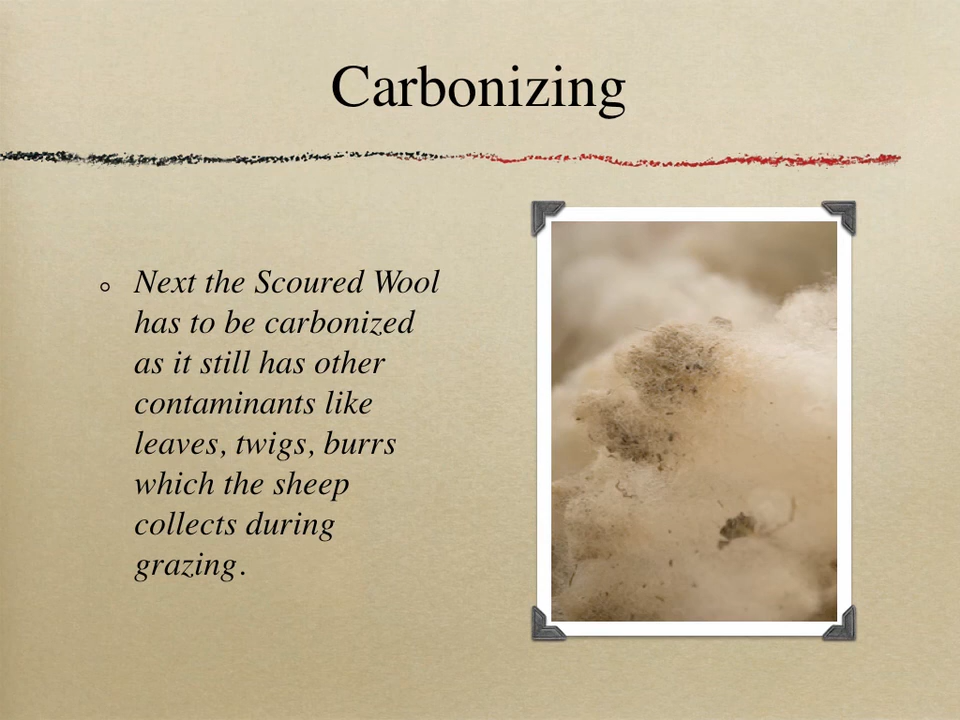 Carbonizing
Next the Scoured Wool
has to be carbonized
as it still has other
contaminants like
leaves, twigs, burrs
which the sheep
collects during
grazing.